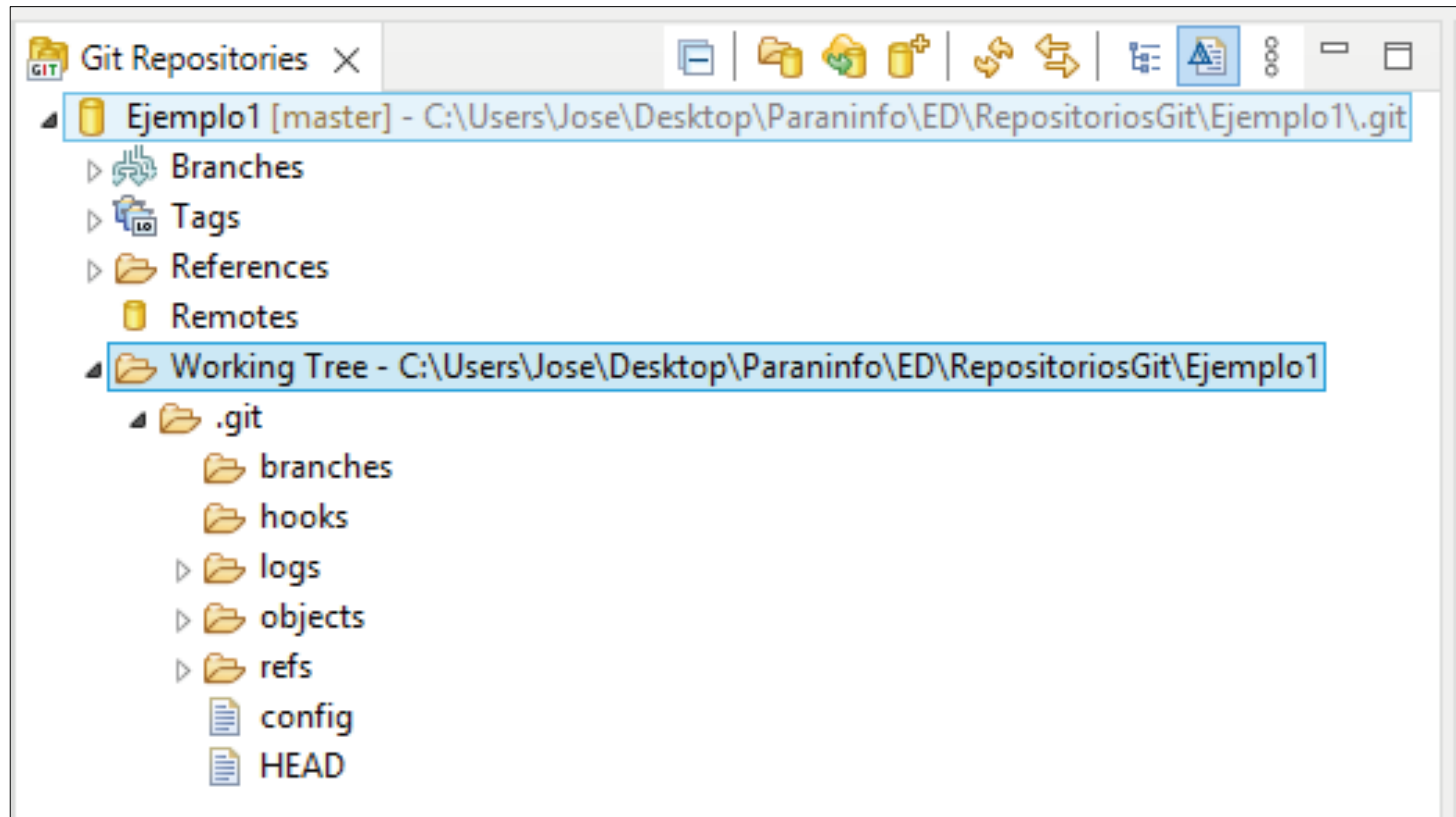 GIT Git Repositories
Ejemplo1 [master] - C:\Users\Jose\Desktop\Paraninfo\ED\RepositoriosGit\Ejemplo1\.git
Branches
LO Tags
References
Remotes
Working Tree - C:\Users\Jose\Desktop\Paraninfo\ED\RepositoriosGit\Ejemplo1
.git
branches
hooks
logs
objects
refs
config
HEAD